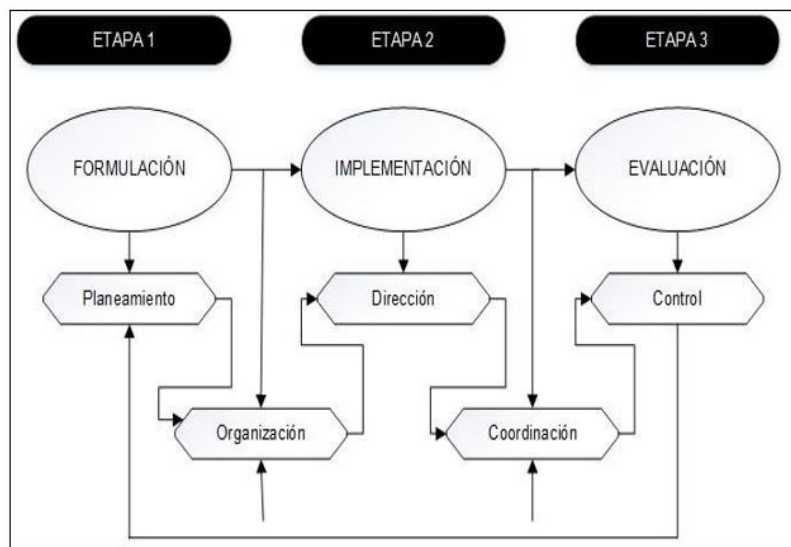 ETAPA 1
ETAPA 2
ETAPA 3
FORMULACIÓN
IMPLEMENTACIÓN
EVALUACIÓN
Planeamiento
Dirección
Control
Organización
Coordinación